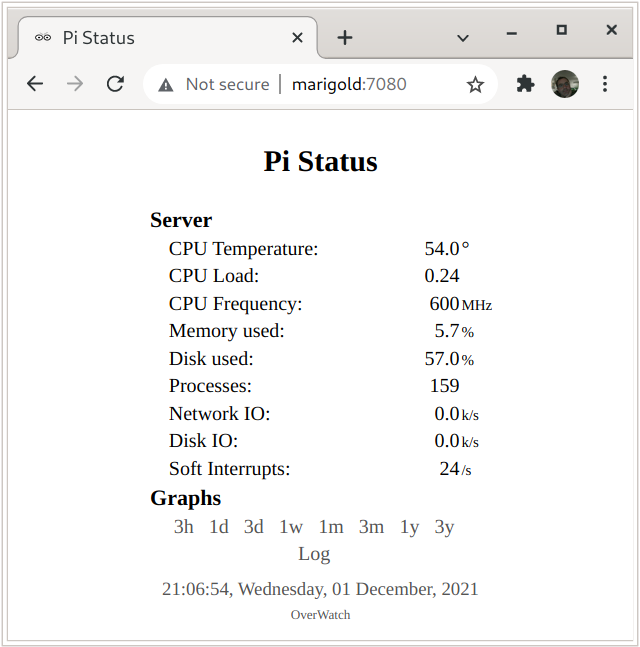 Pi Status
Not secure | marigold:7080
Pi Status
Server
CPU Temperature: 54.0°
CPU Load: 0.24
CPU Frequency: 600MHz
Memory used: 5.7%
Disk used: 57.0%
Processes: 159
Network IO: 0.0k/s
Disk IO: 0.0k/s
Soft Interrupts: 24/s
Graphs
3h 1d 3d 1w 1m 3m 1y 3y
Log
21:06:54, Wednesday, 01 December, 2021
OverWatch